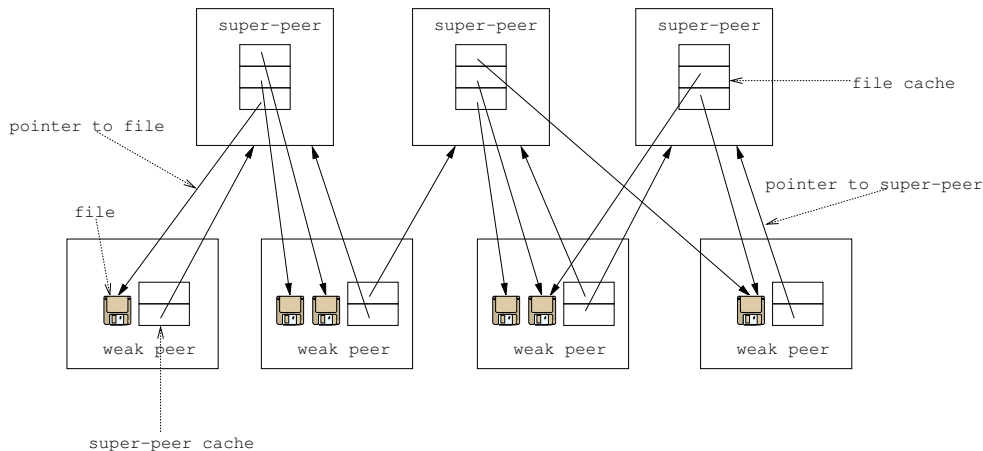 super-peer
super-peer
super-peer
file cache
pointer to file
pointer to super-peer
file
weak peer
weak peer
weak peer
weak peer
super-peer cache